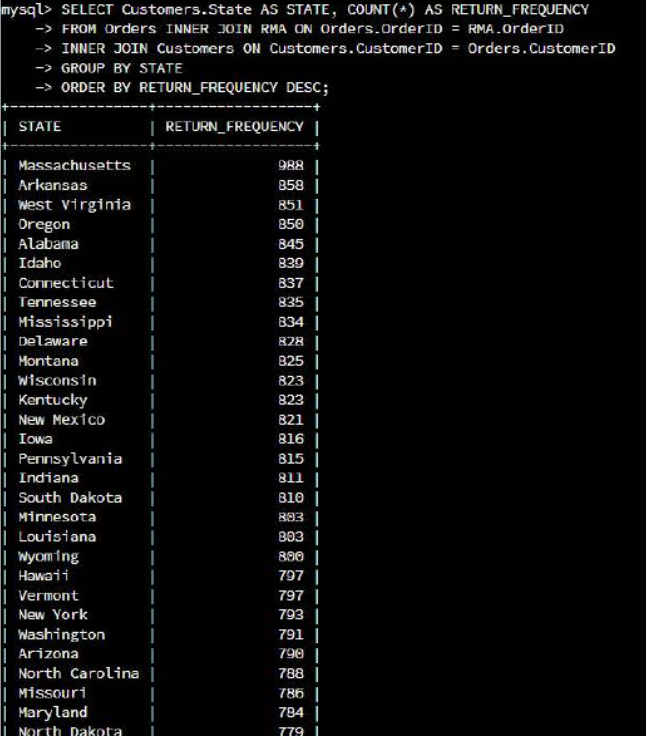 mysql> SELECT Customers.State AS STATE, COUNT(*) AS RETURN_FREQUENCY
-> FROM Orders INNER JOIN RMA ON Orders.OrderID = RMA.OrderID
-> INNER JOIN Customers ON Customers.CustomerID = Orders.CustomerID
-> GROUP BY STATE
-> ORDER BY RETURN_FREQUENCY DESC;
+----------------+------------------+
| STATE | RETURN_FREQUENCY |
+----------------+------------------+
| Massachusetts | 988 |
| Arkansas | 858 |
| West Virginia | 851 |
| Oregon | 850 |
| Alabama | 845 |
| Idaho | 839 |
| Connecticut | 837 |
| Tennessee | 835 |
| Mississippi | 834 |
| Delaware | 828 |
| Montana | 825 |
| Wisconsin | 823 |
| Kentucky | 823 |
| New Mexico | 821 |
| Iowa | 816 |
| Pennsylvania | 815 |
| Indiana | 811 |
| South Dakota | 810 |
| Minnesota | 803 |
| Louisiana | 803 |
| Wyoming | 800 |
| Hawaii | 797 |
| Vermont | 797 |
| New York | 793 |
| Washington | 791 |
| Arizona | 790 |
| North Carolina | 788 |
| Missouri | 786 |
| Maryland | 784 |
| North Dakota | 779 |